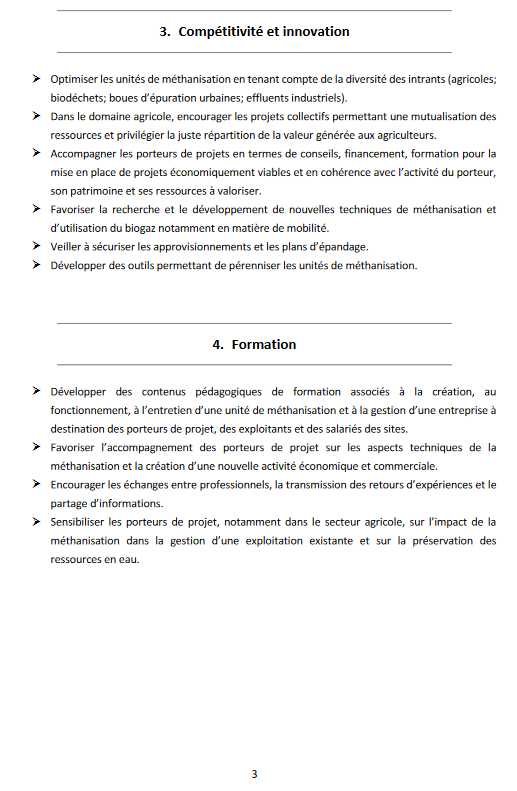 3. Compétitivité et innovation
➤ Optimiser les unités de méthanisation en tenant compte de la diversité des intrants (agricoles;
biodéchets; boues d'épuration urbaines; effluents industriels).
➤ Dans le domaine agricole, encourager les projets collectifs permettant une mutualisation des
ressources et privilégier la juste répartition de la valeur générée aux agriculteurs.
➤ Accompagner les porteurs de projets en termes de conseils, financement, formation pour la
mise en place de projets économiquement viables et en cohérence avec l'activité du porteur,
son patrimoine et ses ressources à valoriser.
➤ Favoriser la recherche et le développement de nouvelles techniques de méthanisation et
d'utilisation du biogaz notamment en matière de mobilité.
➤ Veiller à sécuriser les approvisionnements et les plans d'épandage.
➤ Développer des outils permettant de pérenniser les unités de méthanisation.
4. Formation
➤ Développer des contenus pédagogiques de formation associés à la création, au
fonctionnement, à l'entretien d'une unité de méthanisation et à la gestion d'une entreprise à
destination des porteurs de projet, des exploitants et des salariés des sites.
➤ Favoriser l'accompagnement des porteurs de projet sur les aspects techniques de la
méthanisation et la création d'une nouvelle activité économique et commerciale.
➤ Encourager les échanges entre professionnels, la transmission des retours d'expériences et le
partage d'informations.
➤ Sensibiliser les porteurs de projet, notamment dans le secteur agricole, sur l'impact de la
méthanisation dans la gestion d'une exploitation existante et sur la préservation des
ressources en eau.
3